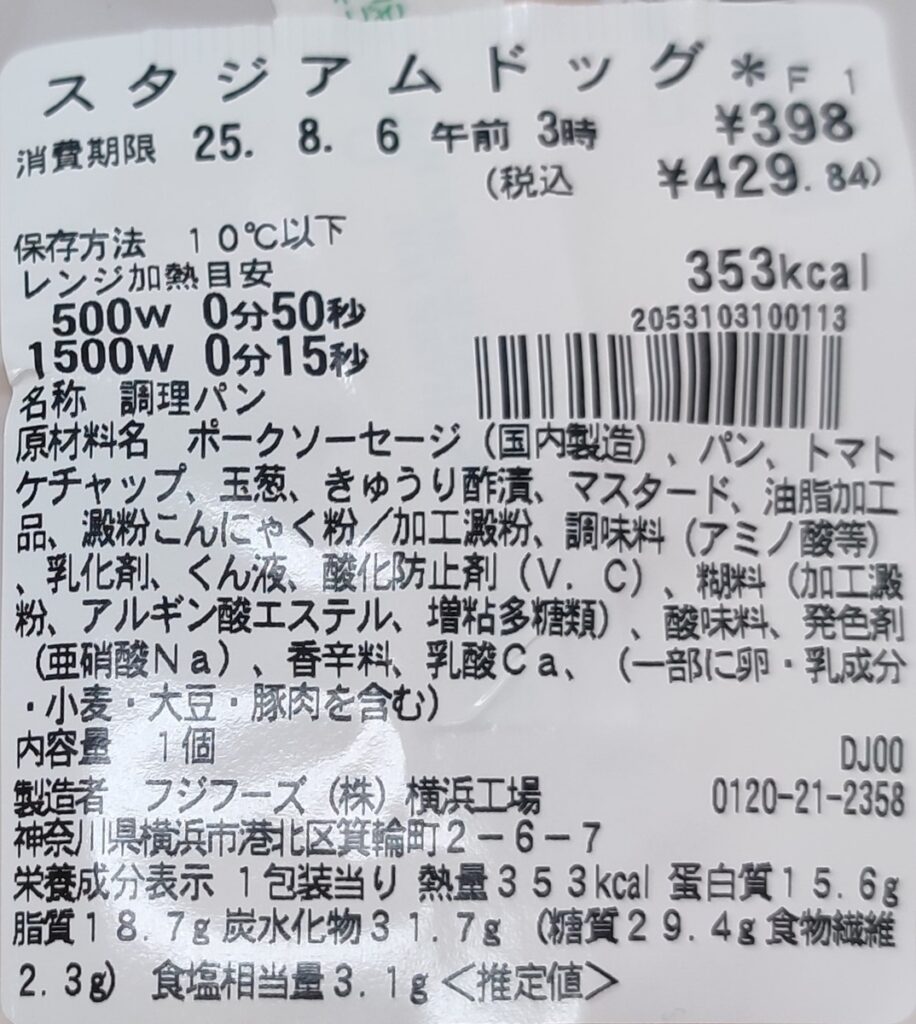 スタジアムドッグ＊F 1
消費期限 25. 8. 6 午前 3時 ¥398
(税込 ¥429.84)
保存方法 10℃以下
レンジ加熱目安 353kcal
500W 0分50秒 2053103100113
1500W 0分15秒
名称 調理パン
原材料名 ポークソーセージ（国内製造）、パン、トマト
ケチャップ、玉葱、きゅうり酢漬、マスタード、油脂加工
品、澱粉こんにゃく粉／加工澱粉、調味料（アミノ酸等）
、乳化剤、くん液、酸化防止剤（V．C）、糊料（加工澱
粉、アルギン酸エステル、増粘多糖類）、酸味料、発色剤
（亜硝酸Na）、香辛料、乳酸Ca、（一部に卵・乳成分
・小麦・大豆・豚肉を含む）
内容量 1個 DJ00
製造者 フジフーズ（株）横浜工場 0120-21-2358
神奈川県横浜市港北区箕輪町2－6－7
栄養成分表示 1包装当り 熱量353kcal 蛋白質15.6g
脂質18.7g 炭水化物31.7g （糖質29.4g 食物繊維
2.3g） 食塩相当量3.1g＜推定値＞